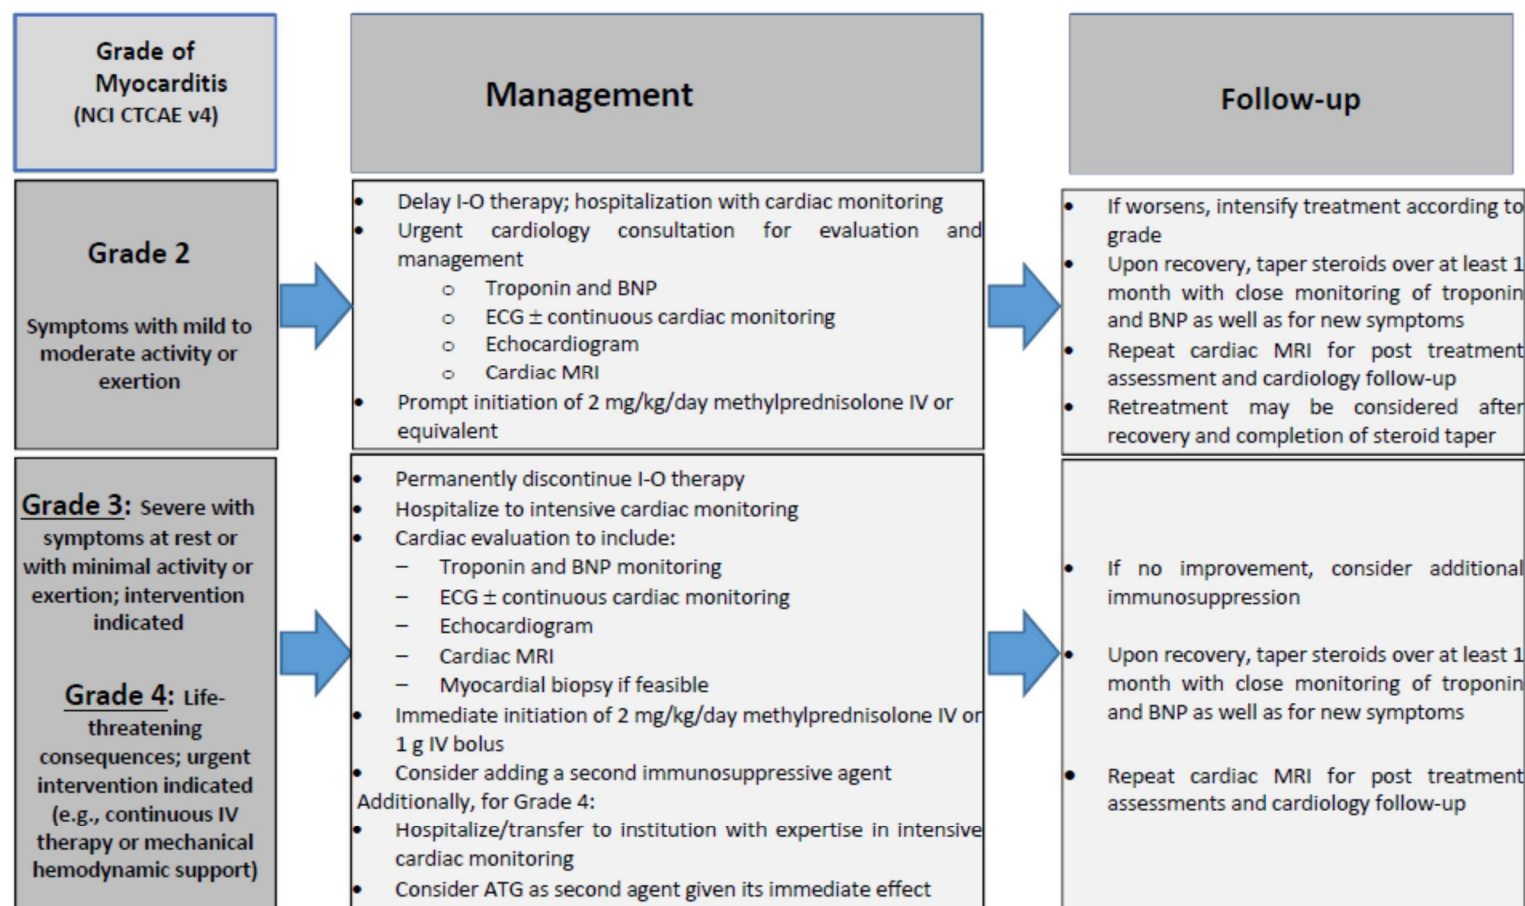 Grade of
Myocarditis
(NCI CTCAE v4)
Management
Follow-up
Grade 2
Symptoms with mild to
moderate activity or
exertion
• Delay I-O therapy; hospitalization with cardiac monitoring
• Urgent cardiology consultation for evaluation and
management
o Troponin and BNP
o ECG ± continuous cardiac monitoring
o Echocardiogram
o Cardiac MRI
• Prompt initiation of 2 mg/kg/day methylprednisolone IV or
equivalent
• If worsens, intensify treatment according to
grade
• Upon recovery, taper steroids over at least 1
month with close monitoring of troponin
and BNP as well as for new symptoms
• Repeat cardiac MRI for post treatment
assessment and cardiology follow-up
• Retreatment may be considered after
recovery and completion of steroid taper
Grade 3: Severe with
symptoms at rest or
with minimal activity or
exertion; intervention
indicated
Grade 4: Life-
threatening
consequences; urgent
intervention indicated
(e.g., continuous IV
therapy or mechanical
hemodynamic support)
• Permanently discontinue I-O therapy
• Hospitalize to intensive cardiac monitoring
• Cardiac evaluation to include:
– Troponin and BNP monitoring
– ECG ± continuous cardiac monitoring
– Echocardiogram
– Cardiac MRI
– Myocardial biopsy if feasible
• Immediate initiation of 2 mg/kg/day methylprednisolone IV or
1 g IV bolus
• Consider adding a second immunosuppressive agent
Additionally, for Grade 4:
• Hospitalize/transfer to institution with expertise in intensive
cardiac monitoring
• Consider ATG as second agent given its immediate effect
• If no improvement, consider additional
immunosuppression
• Upon recovery, taper steroids over at least 1
month with close monitoring of troponin
and BNP as well as for new symptoms
• Repeat cardiac MRI for post treatment
assessments and cardiology follow-up